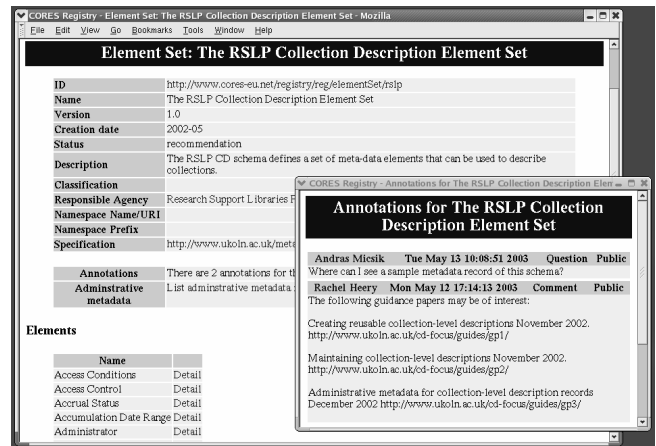 CORES Registry - Element Set: The RSLP Collection Description Element Set - Mozilla
File Edit View Go Bookmarks Tools Window Help
Element Set: The RSLP Collection Description Element Set
ID http://www.cores-eu.net/registry/reg/elementSet/rslp
Name The RSLP Collection Description Element Set
Version 1.0
Creation date 2002-05
Status recommendation
Description The RSLP CD schema defines a set of meta-data elements that can be used to describe
collections.
Classification
Responsible Agency Research Support Libraries
Namespace Name/URI
Namespace Prefix
Specification http://www.ukoln.ac.uk/meta
Annotations There are 2 annotations for
Adminstrative
metadata
List adminstrative metadata
Elements
Name
Access Conditions Detail
Access Control Detail
Accrual Status Detail
Accumulation Date Range Detail
Administrator Detail
CORES Registry - Annotations for The RSLP Collection Description Elem
Annotations for The RSLP Collection
Description Element Set
Andras Micsik Tue May 13 10:08:51 2003 Question Public
Where can I see a sample metadata record of this schema?
Rachel Heery Mon May 12 17:14:13 2003 Comment Public
The following guidance papers may be of interest:
Creating reusable collection-level descriptions November 2002.
http://www.ukoln.ac.uk/cd-focus/guides/gp1/
Maintaining collection-level descriptions November 2002.
http://www.ukoln.ac.uk/cd-focus/guides/gp2/
Administrative metadata for collection-level description records
December 2002 http://www.ukoln.ac.uk/cd-focus/guides/gp3/